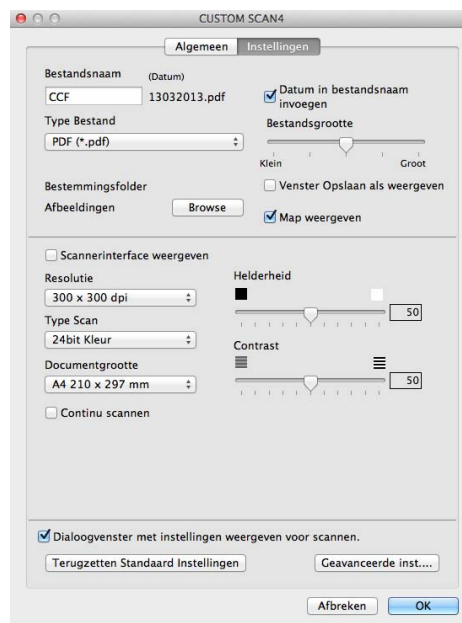 CUSTOM SCAN4
Algemeen Instellingen
Bestandsnaam (Datum)
CCF 13032013.pdf
Datum in bestandsnaam
invoegen
Type Bestand
PDF (*.pdf)
Bestandsgrootte
Klein Groot
Bestemmingsfolder
Afbeeldingen Browse
Venster Opslaan als weergeven
Map weergeven
Scannerinterface weergeven
Resolutie
300 x 300 dpi
Type Scan
24bit Kleur
Documentgrootte
A4 210 x 297 mm
Continu scannen
Helderheid
50
Contrast
50
Dialoogvenster met instellingen weergeven voor scannen.
Terugzetten Standaard Instellingen Geavanceerde inst....
Afbreken OK